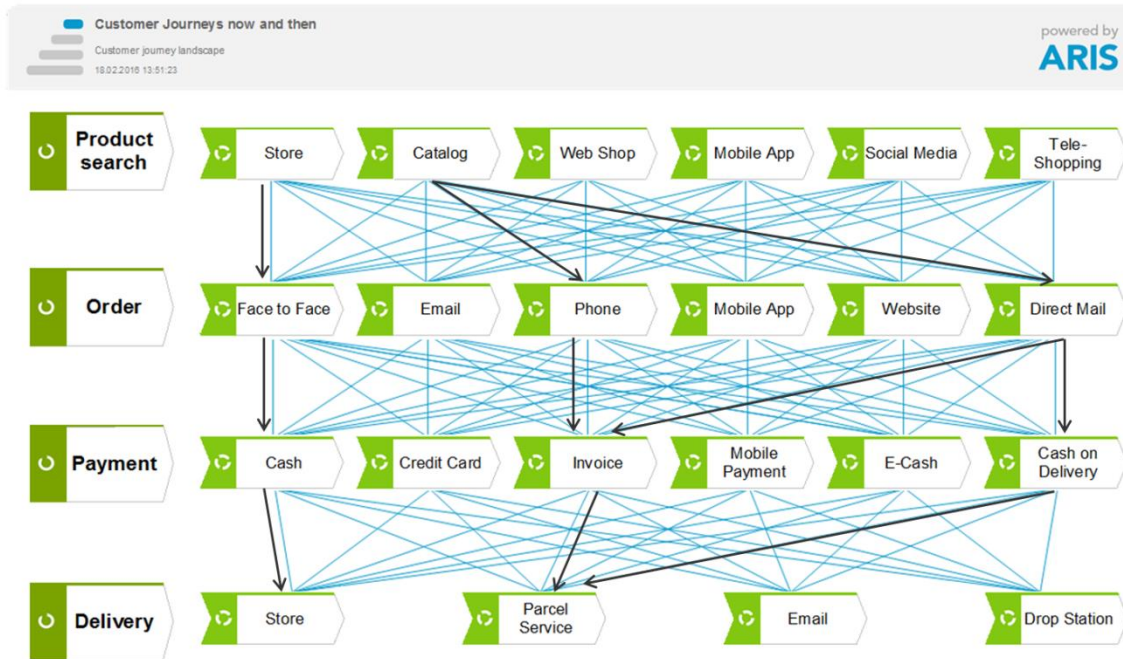 Customer Journeys now and then
Customer journey landscape
18.02.2016 13:51:23
powered by
ARIS
Product
search
Store
Catalog
Web Shop
Mobile App
Social Media
Tele-
Shopping
Order
Face to Face
Email
Phone
Mobile App
Website
Direct Mail
Payment
Cash
Credit Card
Invoice
Mobile
Payment
E-Cash
Cash on
Delivery
Delivery
Store
Parcel
Service
Email
Drop Station